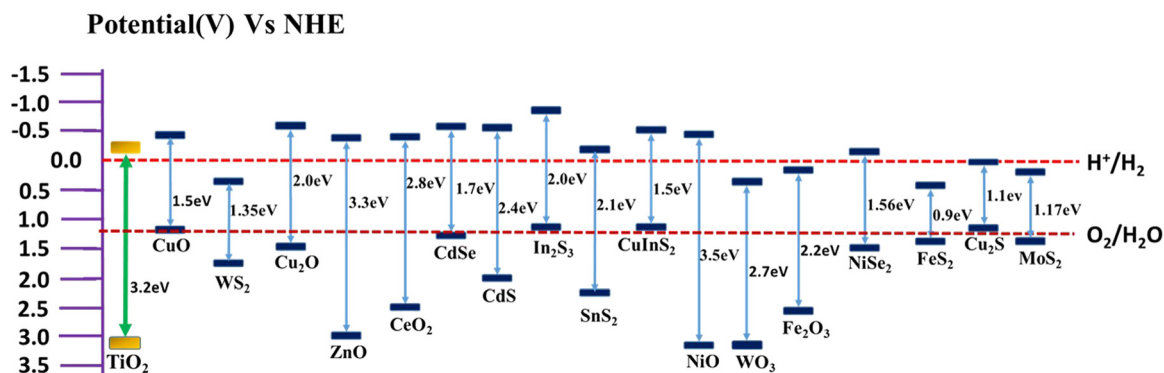 Potential(V) Vs NHE
-1.5
-1.0
-0.5
0.0
0.5
1.0
1.5
2.0
2.5
3.0
3.5
H⁺/H₂
O₂/H₂O
3.2eV
TiO₂
1.5eV
CuO
1.35eV
WS₂
2.0eV
Cu₂O
3.3eV
ZnO
2.8eV
CeO₂
1.7eV
CdSe
2.4eV
CdS
2.0eV
In₂S₃
2.1eV
SnS₂
1.5eV
CuInS₂
3.5eV
NiO
2.7eV
WO₃
2.2eV
Fe₂O₃
1.56eV
NiSe₂
0.9eV
FeS₂
1.1ev
Cu₂S
1.17eV
MoS₂